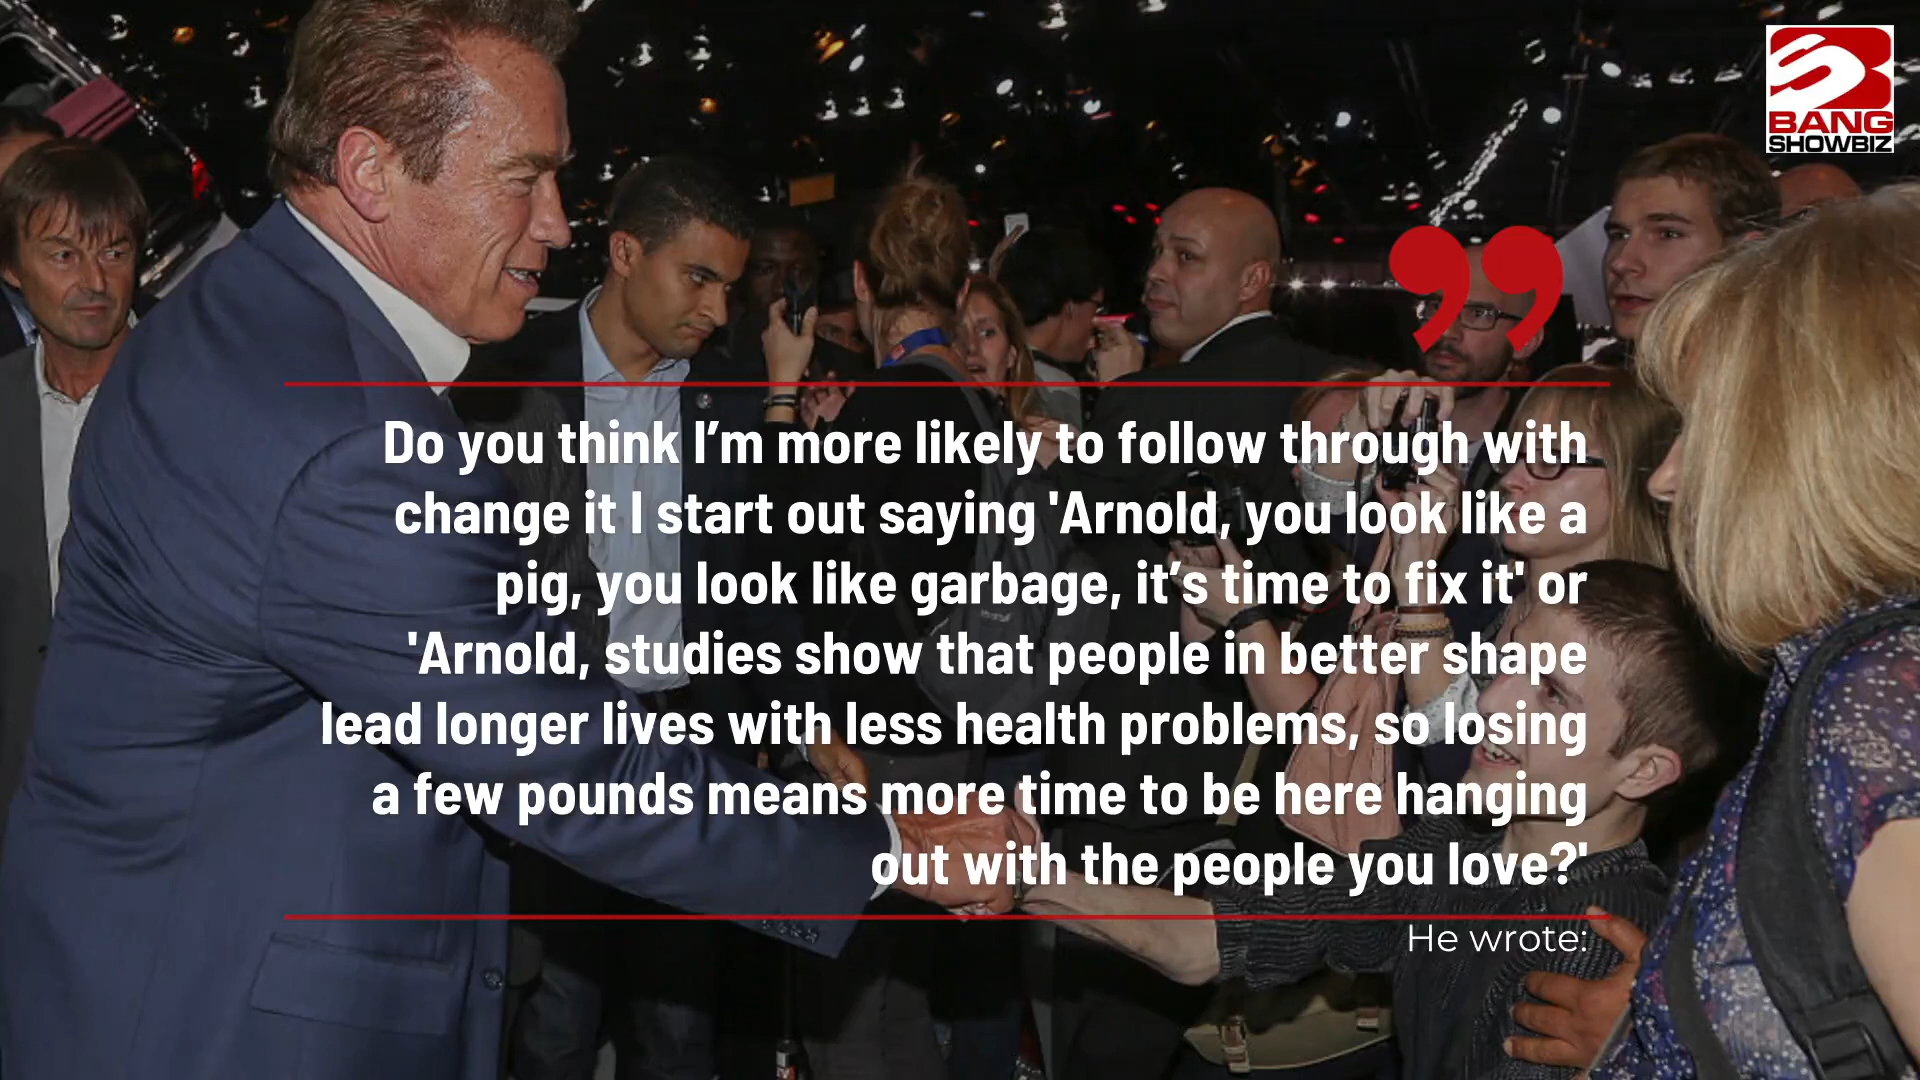 BANG
SHOWBIZ
”
Do you think I’m more likely to follow through with
change it I start out saying 'Arnold, you look like a
pig, you look like garbage, it’s time to fix it' or
'Arnold, studies show that people in better shape
lead longer lives with less health problems, so losing
a few pounds means more time to be here hanging
out with the people you love?'
He wrote: